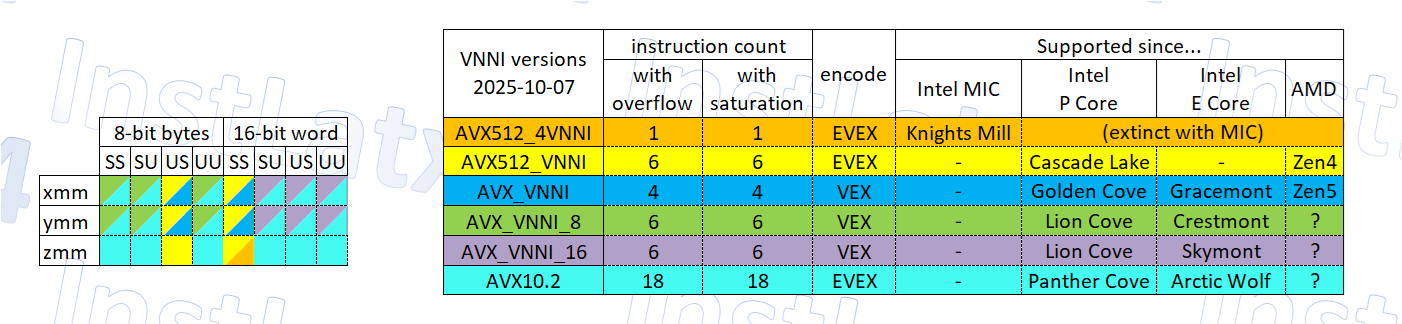 8-bit bytes 16-bit word
SS SU US UU SS SU US UU
xmm
ymm
zmm
VNNI versions
2025-10-07
instruction count
with
overflow
with
saturation
encode
Supported since...
Intel MIC
Intel
P Core
Intel
E Core
AMD
AVX512_4VNNI 1 1 EVEX Knights Mill (extinct with MIC)
AVX512_VNNI 6 6 EVEX - Cascade Lake - Zen4
AVX_VNNI 4 4 VEX - Golden Cove Gracemont Zen5
AVX_VNNI_8 6 6 VEX - Lion Cove Crestmont ?
AVX_VNNI_16 6 6 VEX - Lion Cove Skymont ?
AVX10.2 18 18 EVEX - Panther Cove Arctic Wolf ?